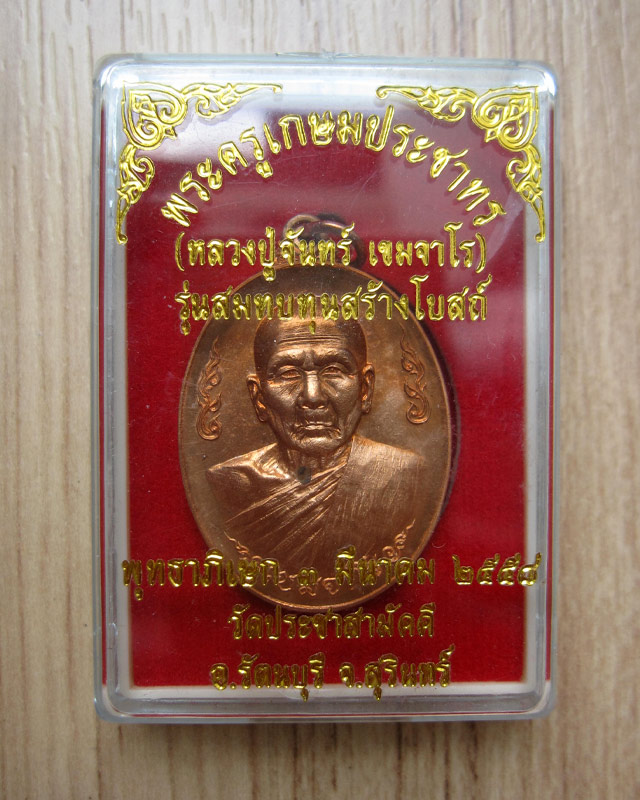 พระครูเกษมประชาทร
(หลวงปู่จันทร์ เขมจาโร)
รุ่นสมทบทุนสร้างโบสถ์
พุทธาภิเษก ๓ มีนาคม ๒๕๕๔
วัดประชาสามัคคี
อ.รัตนบุรี จ.สุรินทร์